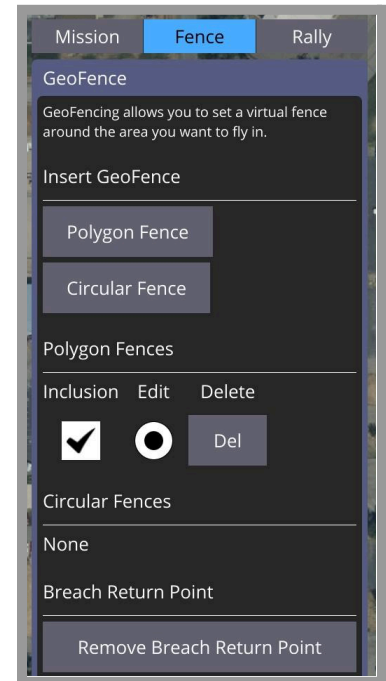 Mission Fence Rally
GeoFence
GeoFencing allows you to set a virtual fence
around the area you want to fly in.
Insert GeoFence
Polygon Fence
Circular Fence
Polygon Fences
Inclusion Edit Delete
Del
Circular Fences
None
Breach Return Point
Remove Breach Return Point